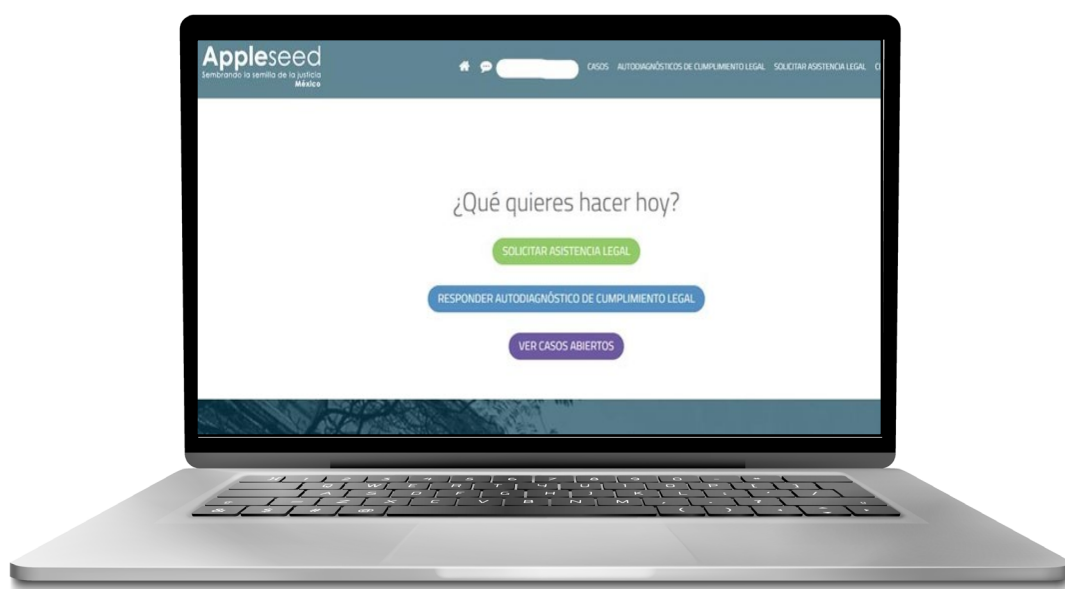 Appleseed
Sembrando la semilla de la justicia
México
CASOS AUTODIAGNÓSTICOS DE CUMPLIMIENTO LEGAL SOLICITAR ASISTENCIA LEGAL
¿Qué quieres hacer hoy?
SOLICITAR ASISTENCIA LEGAL
RESPONDER AUTODIAGNÓSTICO DE CUMPLIMIENTO LEGAL
VER CASOS ABIERTOS